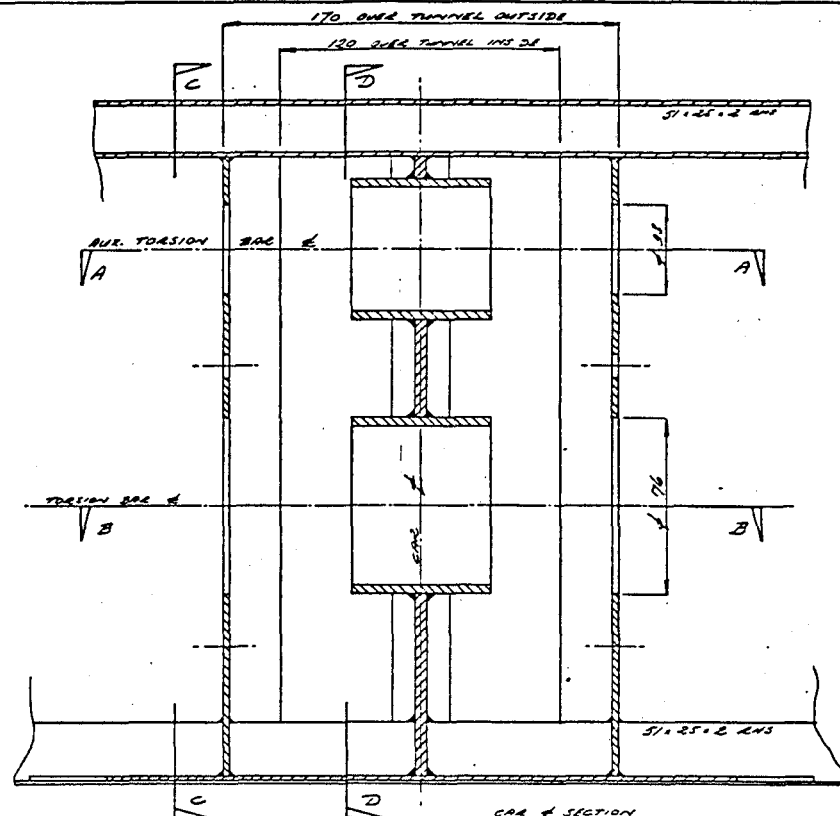 170 OVER TUNNEL OUTSIDE
120 OVER TUNNEL INSIDE
C
D
51×25×2 RHS
AUX. TORSION BAR ℄
A
A
TORSION BAR ℄
B
B
CAR ℄
⌀ 76
51×25×2 RHS
C
D
CAR ℄ SECTION